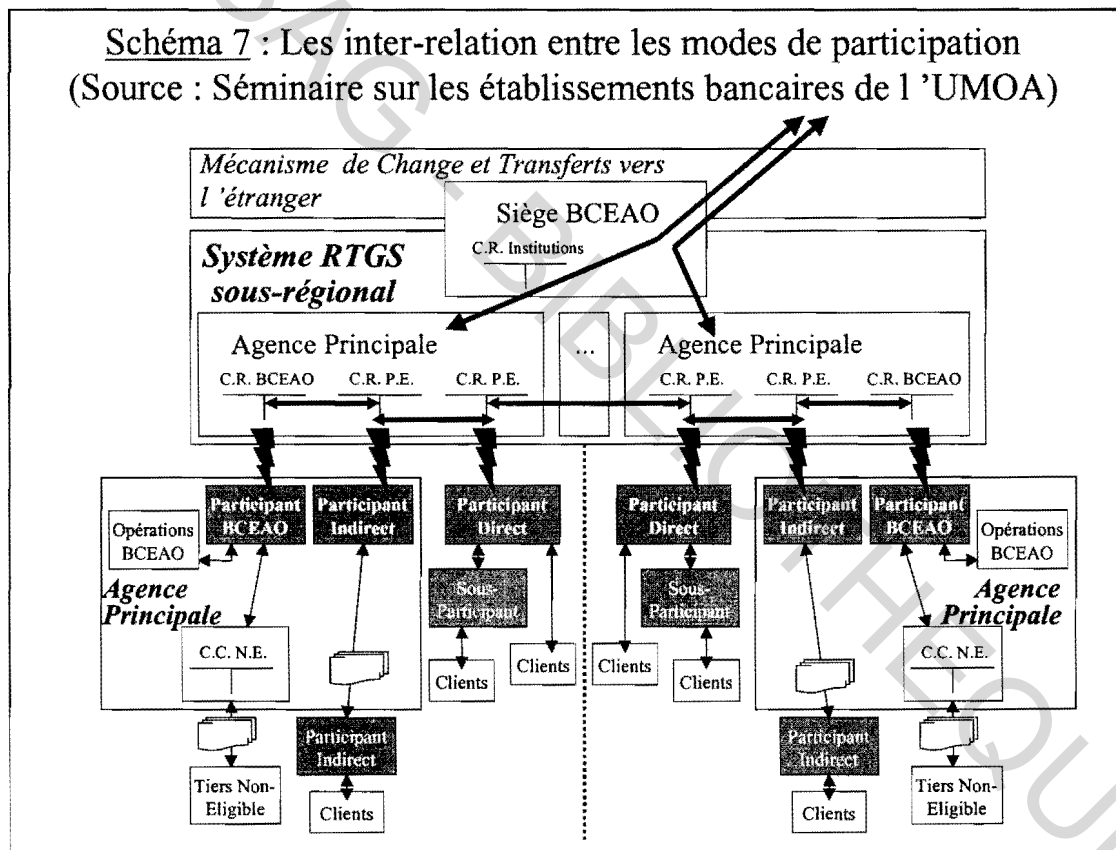 Schéma 7 : Les inter-relation entre les modes de participation
(Source : Séminaire sur les établissements bancaires de l 'UMOA)
Mécanisme de Change et Transferts vers
l 'étranger
Siège BCEAO
C.R. Institutions
Système RTGS
sous-régional
Agence Principale
...
Agence Principale
C.R. BCEAO
C.R. P.E.
C.R. P.E.
C.R. P.E.
C.R. P.E.
C.R. BCEAO
Participant
BCEAO
Participant
Indirect
Participant
Direct
Participant
Direct
Participant
Indirect
Participant
BCEAO
Opérations
BCEAO
Opérations
BCEAO
Agence
Principale
Agence
Principale
Sous-
Participant
Sous-
Participant
C.C. N.E.
C.C. N.E.
Clients
Clients
Clients
Clients
Participant
Indirect
Participant
Indirect
Tiers Non-
Eligible
Clients
Clients
Tiers Non-
Eligible
SAG - BIBLIOTHEQUE